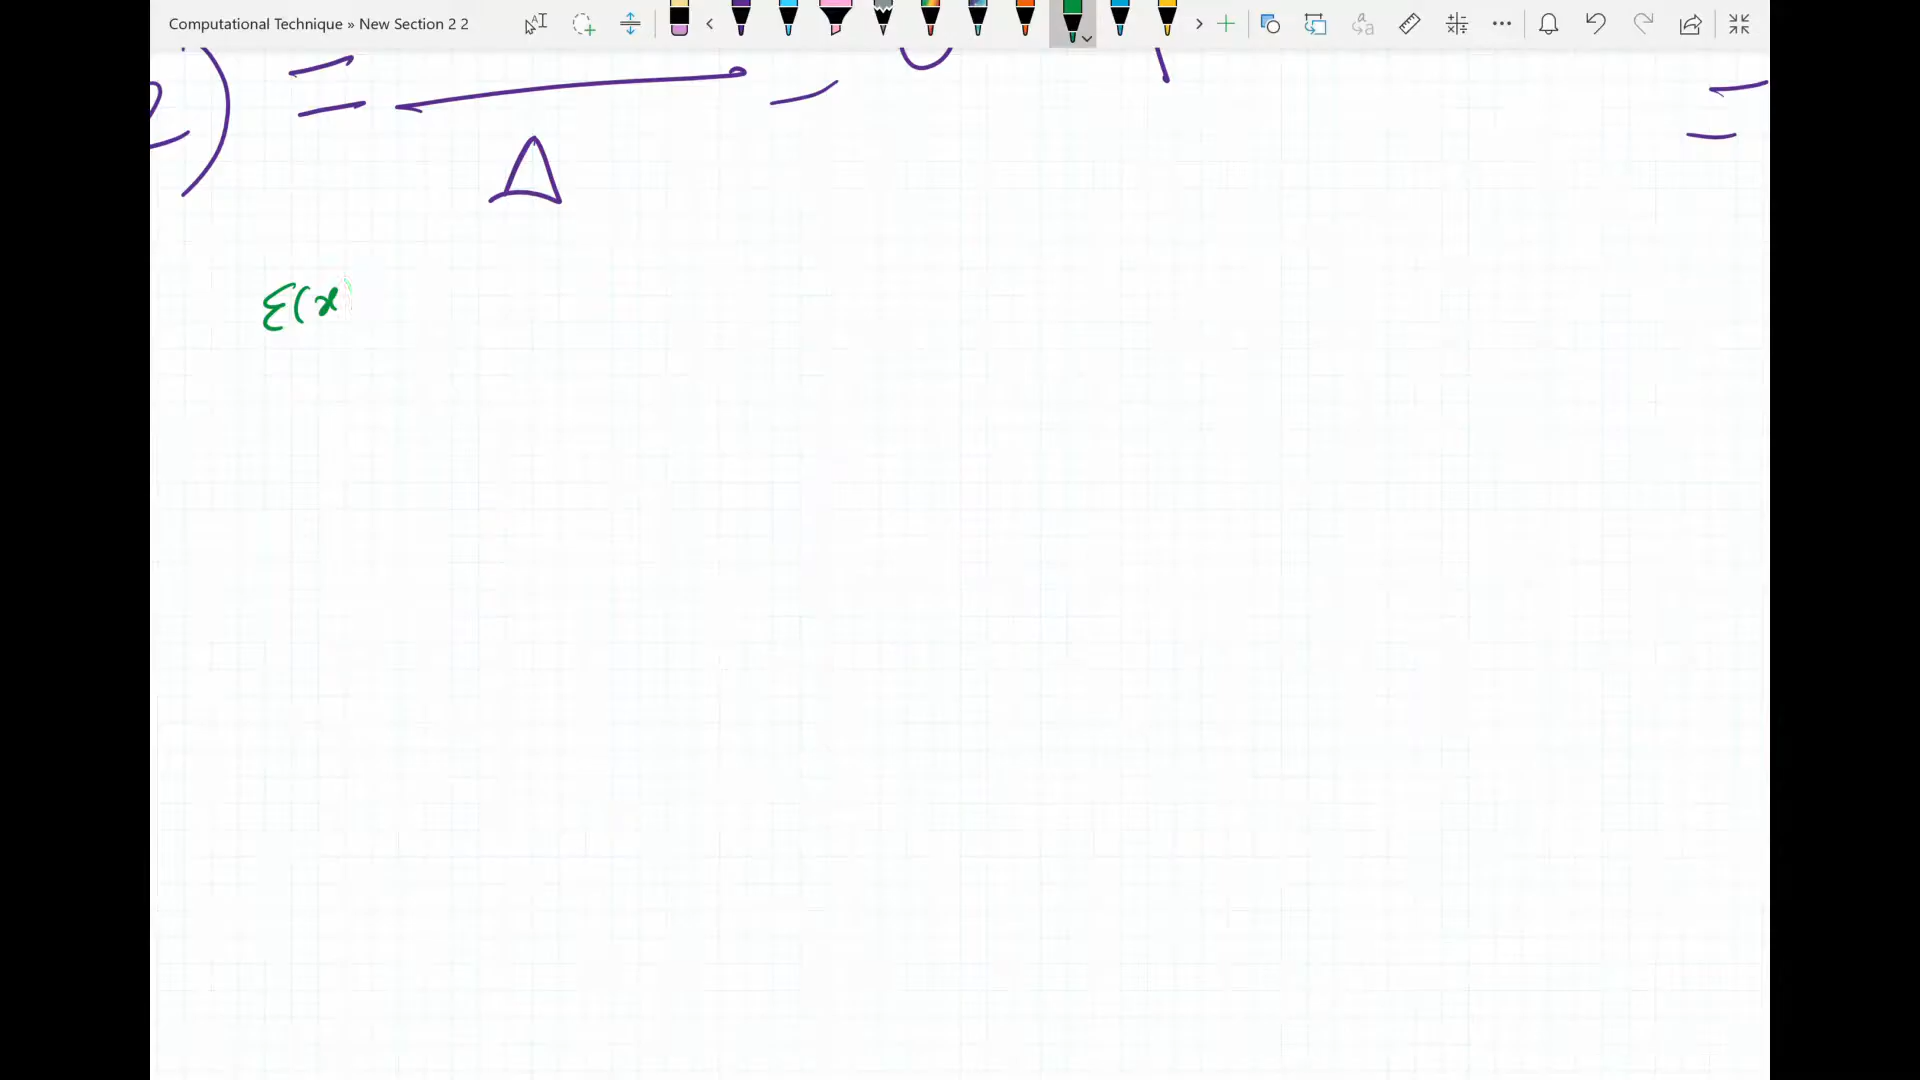 Computational Technique » New Section 2 2
=
Δ
=
Ɛ(x)